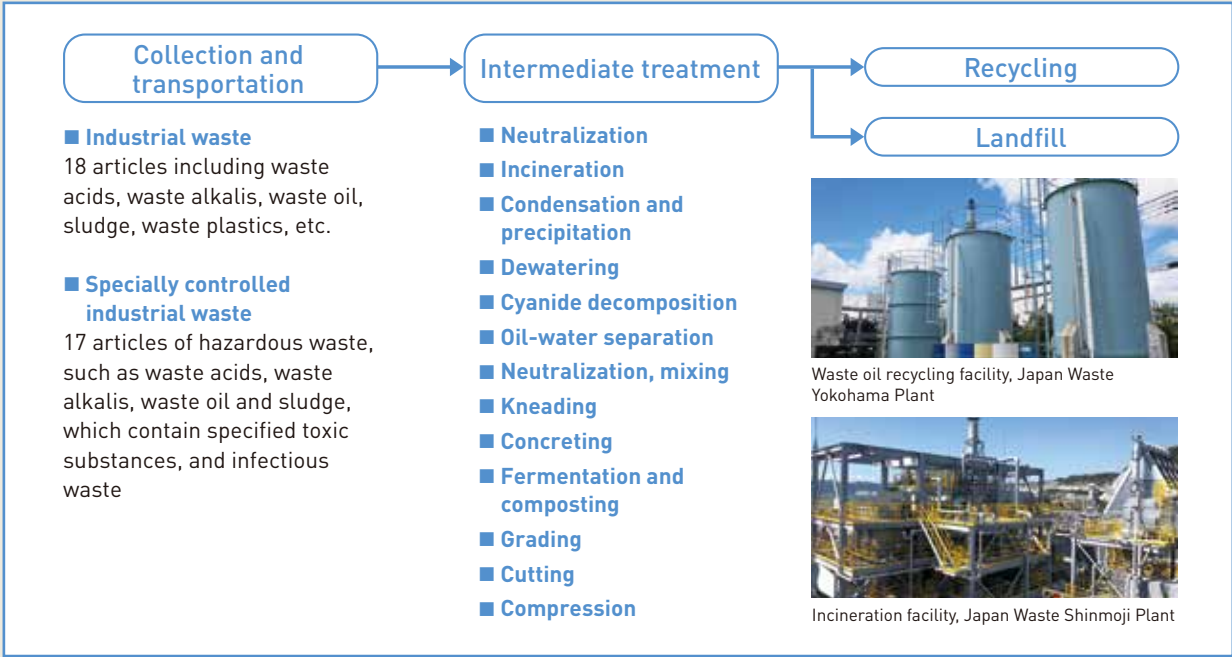 Collection and
transportation
Intermediate treatment
Recycling
Landfill
■ Industrial waste
18 articles including waste
acids, waste alkalis, waste oil,
sludge, waste plastics, etc.
■ Specially controlled
industrial waste
17 articles of hazardous waste,
such as waste acids, waste
alkalis, waste oil and sludge,
which contain specified toxic
substances, and infectious
waste
■ Neutralization
■ Incineration
■ Condensation and
precipitation
■ Dewatering
■ Cyanide decomposition
■ Oil-water separation
■ Neutralization, mixing
■ Kneading
■ Concreting
■ Fermentation and
composting
■ Grading
■ Cutting
■ Compression
Waste oil recycling facility, Japan Waste
Yokohama Plant
Incineration facility, Japan Waste Shinmoji Plant